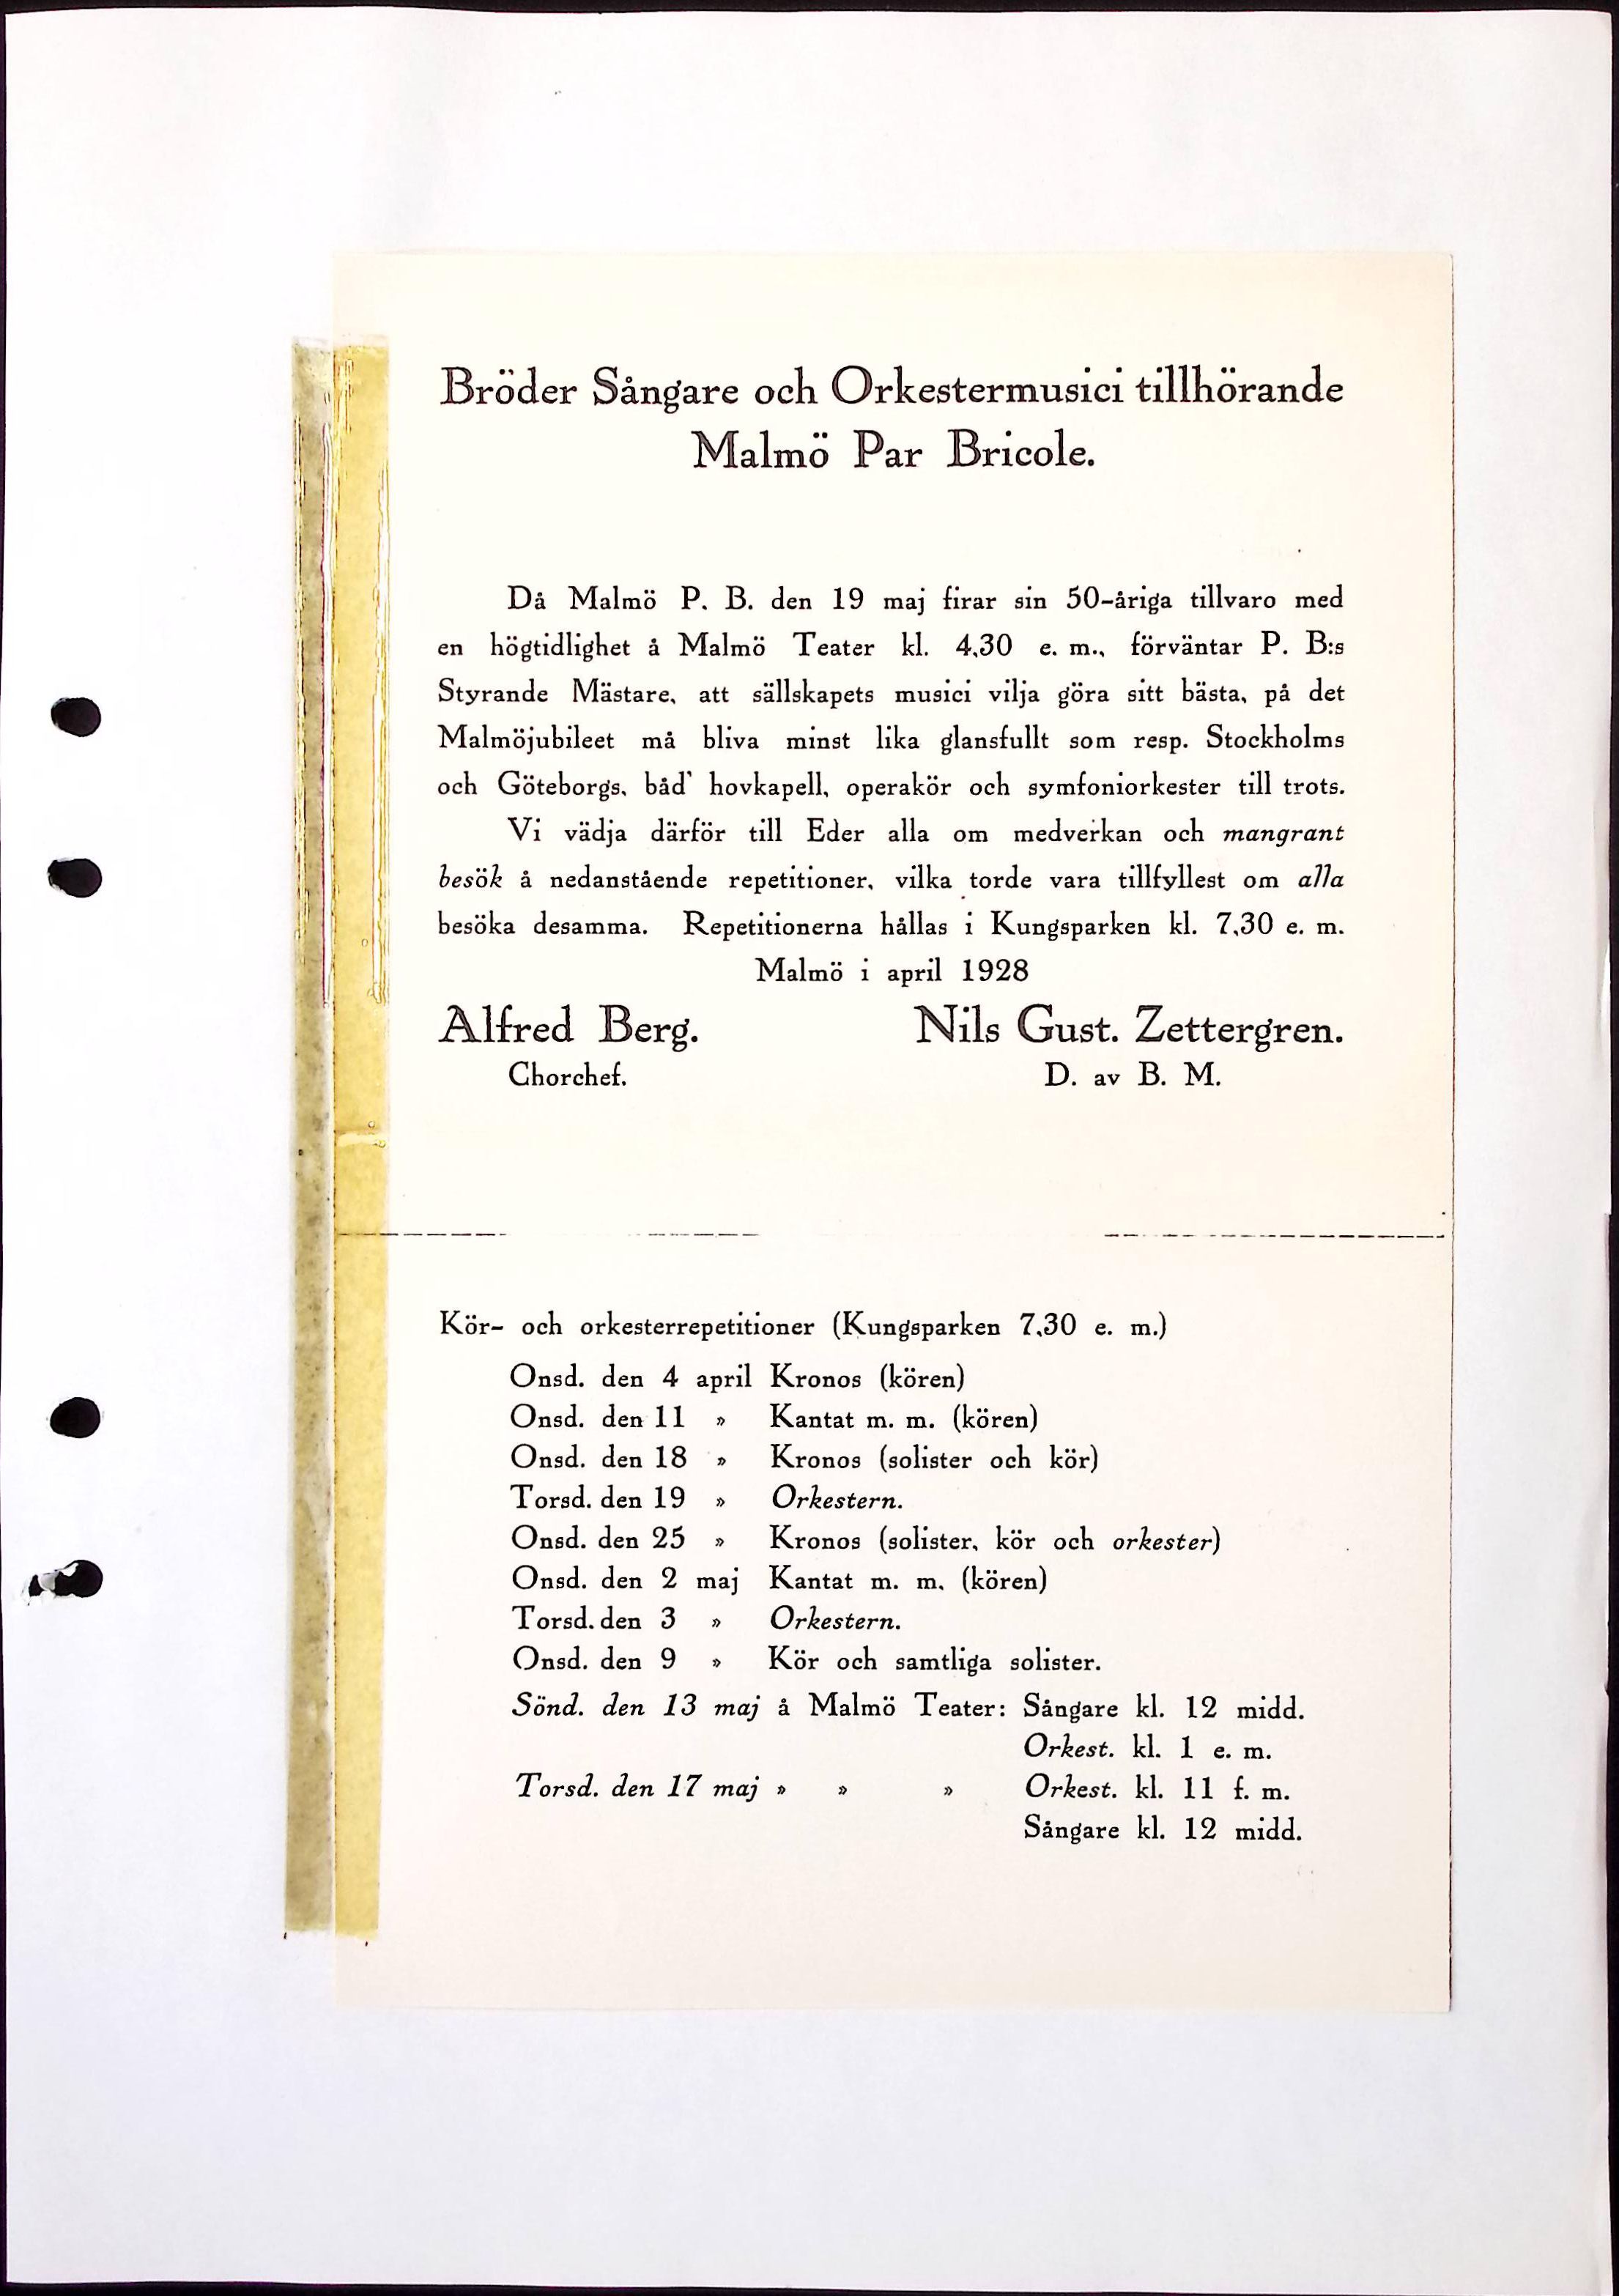 Bröder Sångare och Orkestermusici tillhörande
Malmö Par Bricole.
Då Malmö P. B. den 19 maj firar sin 50-åriga tillvaro med
en högtidlighet å Malmö Teater kl. 4,30 e. m., förväntar P. B:s
Styrande Mästare, att sällskapets musici vilja göra sitt bästa, på det
Malmöjubileet må bliva minst lika glansfullt som resp. Stockholms
och Göteborgs, båd' hovkapell, operakör och symfoniorkester till trots.
Vi vädja därför till Eder alla om medverkan och mangrant
besök å nedanstående repetitioner, vilka torde vara tillfyllest om alla
besöka desamma. Repetitionerna hållas i Kungsparken kl. 7,30 e. m.
Malmö i april 1928
Alfred Berg. Nils Gust. Zettergren.
Chorchef. D. av B. M.
Kör- och orkesterrepetitioner (Kungsparken 7,30 e. m.)
Onsd. den 4 april Kronos (kören)
Onsd. den 11 » Kantat m. m. (kören)
Onsd. den 18 » Kronos (solister och kör)
Torsd. den 19 » Orkestern.
Onsd. den 25 » Kronos (solister, kör och orkester)
Onsd. den 2 maj Kantat m. m. (kören)
Torsd. den 3 » Orkestern.
Onsd. den 9 » Kör och samtliga solister.
Sönd. den 13 maj å Malmö Teater: Sångare kl. 12 midd.
Orkest. kl. 1 e. m.
Torsd. den 17 maj » » » Orkest. kl. 11 f. m.
Sångare kl. 12 midd.